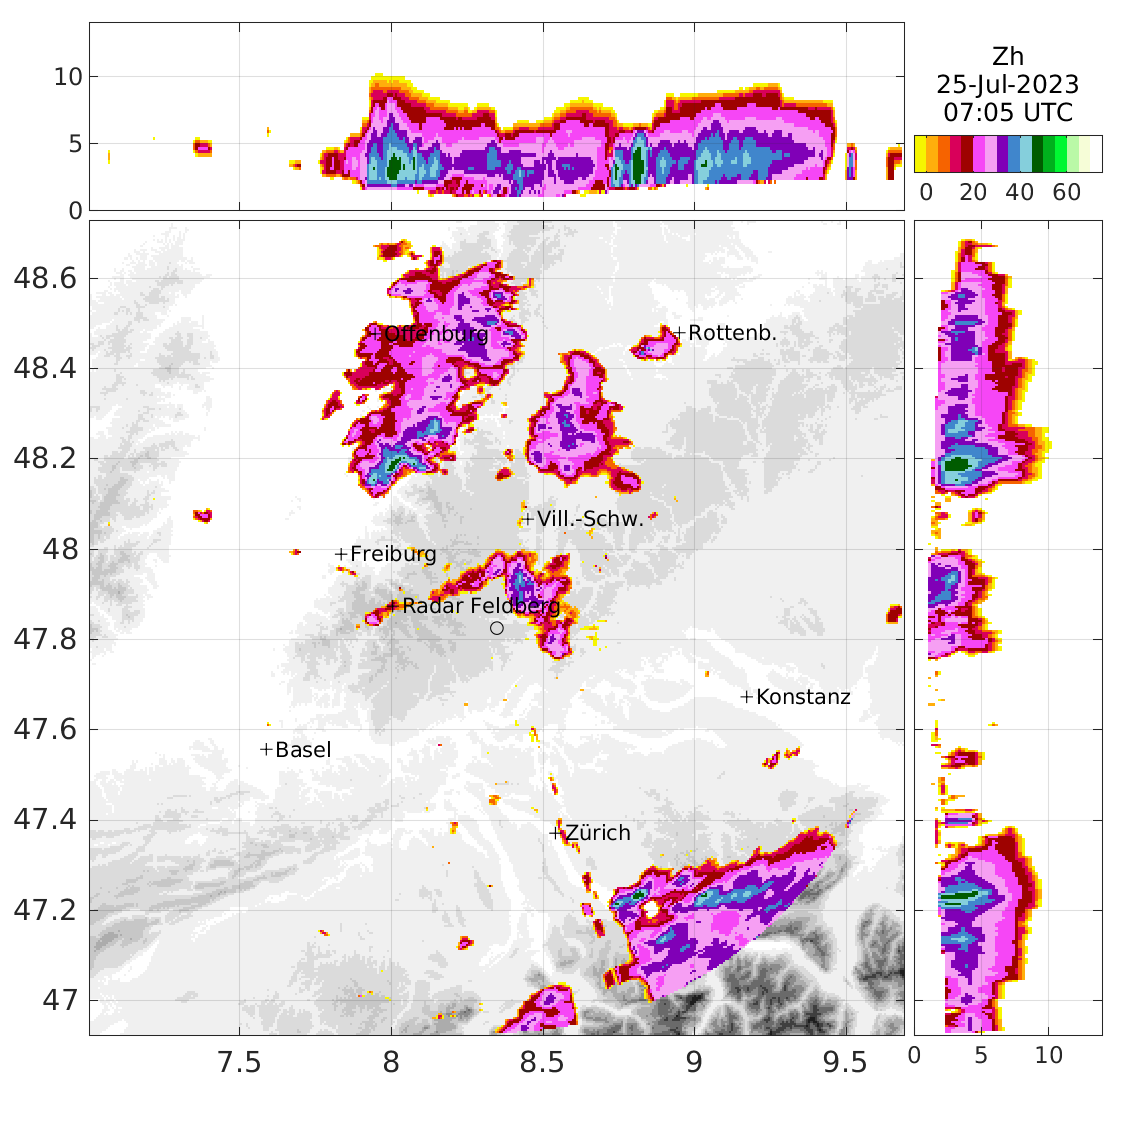 10
5
0
Zh
25-Jul-2023
07:05 UTC
0 20 40 60
48.6
48.4
48.2
48
47.8
47.6
47.4
47.2
47
+Offenburg
+Rottenb.
+Vill.-Schw.
+Freiburg
+Radar Feldberg
+Konstanz
+Basel
+Zürich
7.5 8 8.5 9 9.5
0 5 10